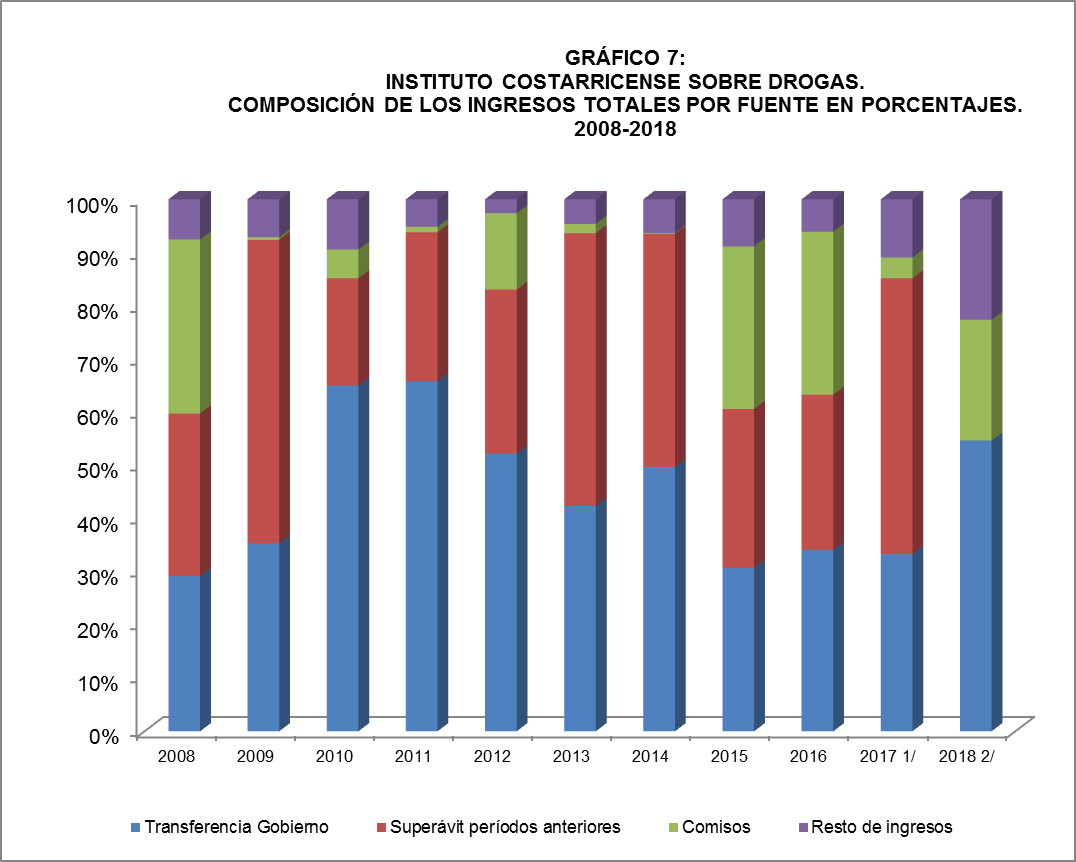 GRÁFICO 7:
INSTITUTO COSTARRICENSE SOBRE DROGAS.
COMPOSICIÓN DE LOS INGRESOS TOTALES POR FUENTE EN PORCENTAJES.
2008-2018
100%
90%
80%
70%
60%
50%
40%
30%
20%
10%
0%
2008 2009 2010 2011 2012 2013 2014 2015 2016 2017 1/ 2018 2/
Transferencia Gobierno Superávit períodos anteriores Comisos Resto de ingresos